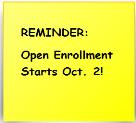 REMINDER:
Open Enrollment
Starts Oct. 2!